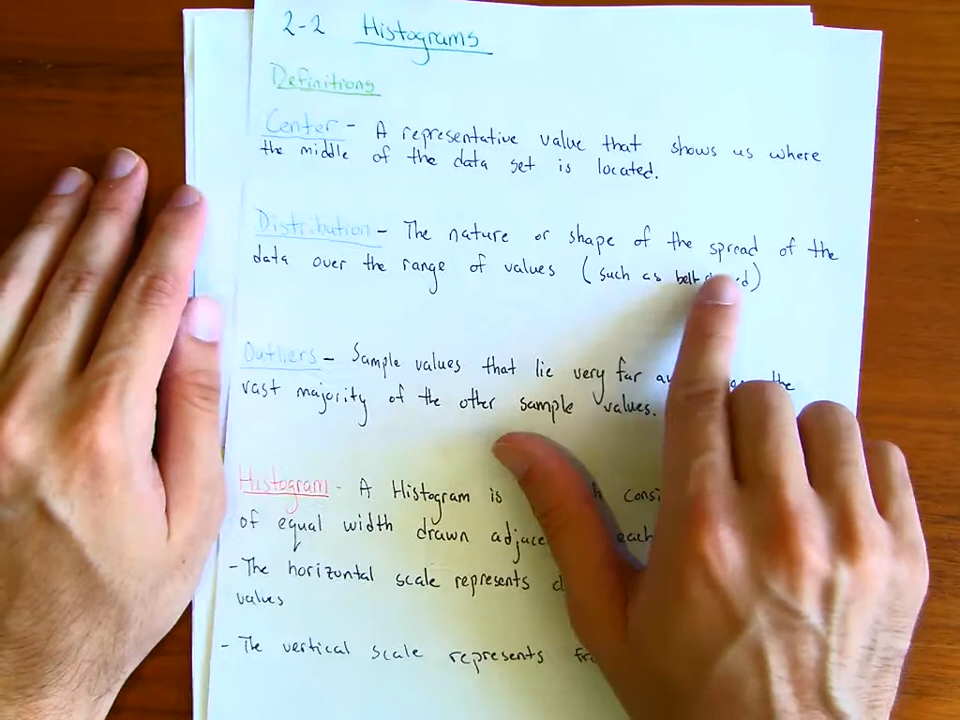 2-2 Histograms
Definitions
Center - A representative value that shows us where
the middle of the data set is located.
Distribution - The nature or shape of the spread of the
data over the range of values (such as bell
Outliers - Sample values that lie very far the
vast majority of the other sample values.
Histogram - A Histogram is
of equal width drawn each
- The horizontal scale represents
values
- The vertical scale represents